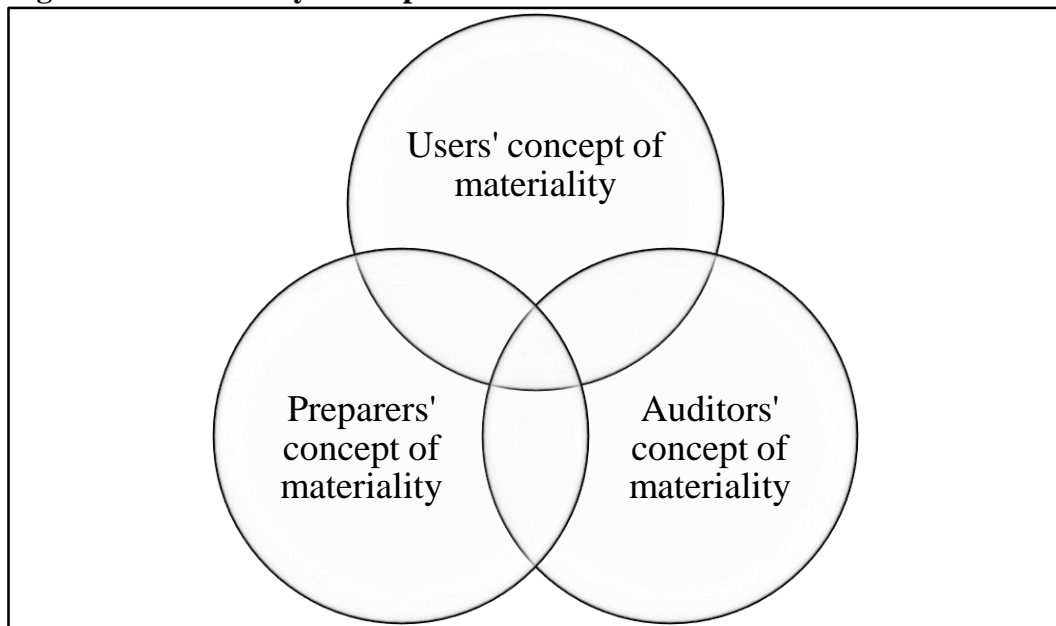 Users' concept of
materiality
Preparers'
concept of
materiality
Auditors'
concept of
materiality